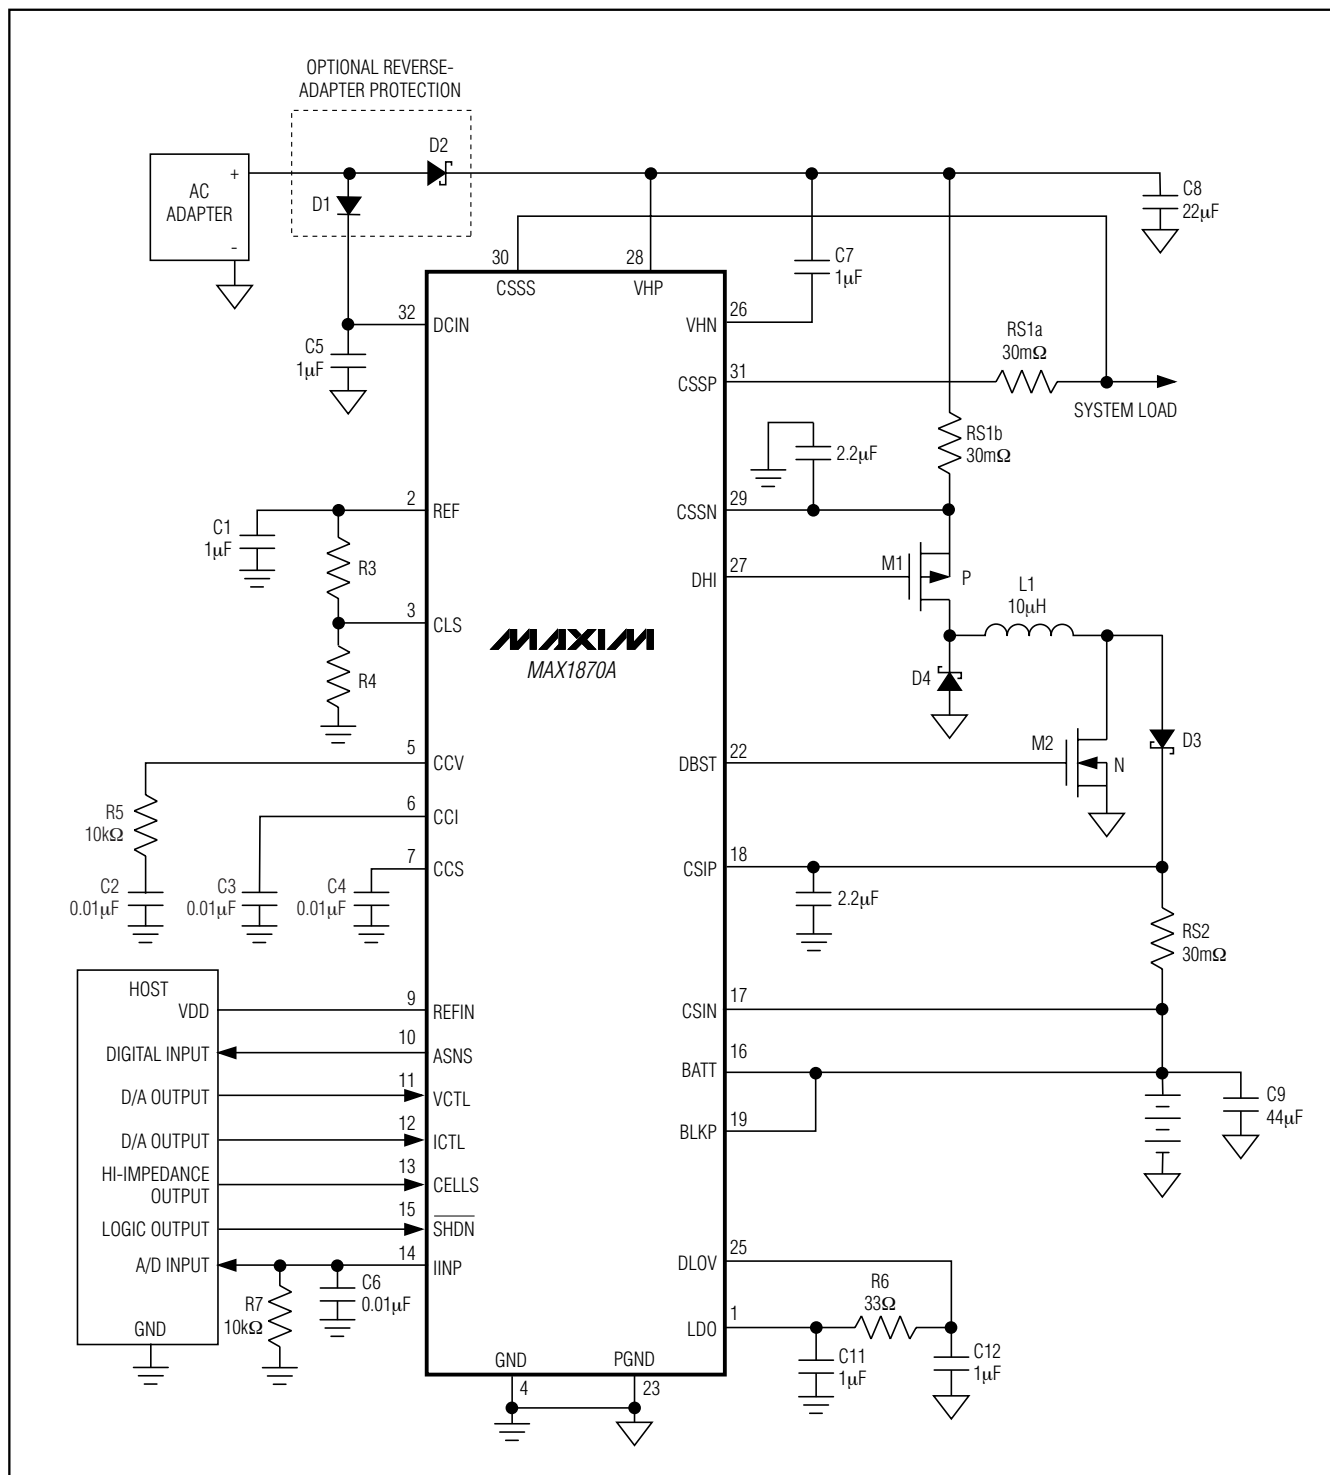 OPTIONAL REVERSE-
ADAPTER PROTECTION
D2
+
AC
ADAPTER
-
D1
C8
22µF
30
CSSS
28
VHP
C7
1µF
32
DCIN
26
VHN
C5
1µF
RS1a
30mΩ
31
CSSP
SYSTEM LOAD
RS1b
30mΩ
2.2µF
2
REF
29
CSSN
C1
1µF
R3
M1
27
DHI
P
L1
10µH
3
CLS
MAXIM
MAX1870A
R4
D4
5
CCV
22
DBST
M2
N
D3
R5
10kΩ
6
CCI
7
CCS
18
CSIP
C2
0.01µF
C3
0.01µF
C4
0.01µF
2.2µF
RS2
30mΩ
HOST
VDD
9
REFIN
17
CSIN
DIGITAL INPUT
10
ASNS
16
BATT
D/A OUTPUT
11
VCTL
C9
44µF
D/A OUTPUT
12
ICTL
19
BLKP
HI-IMPEDANCE
OUTPUT
13
CELLS
LOGIC OUTPUT
15
SHDN
A/D INPUT
14
IINP
25
DLOV
R7
10kΩ
C6
0.01µF
R6
33Ω
1
LDO
GND
C11
1µF
C12
1µF
GND
4
PGND
23